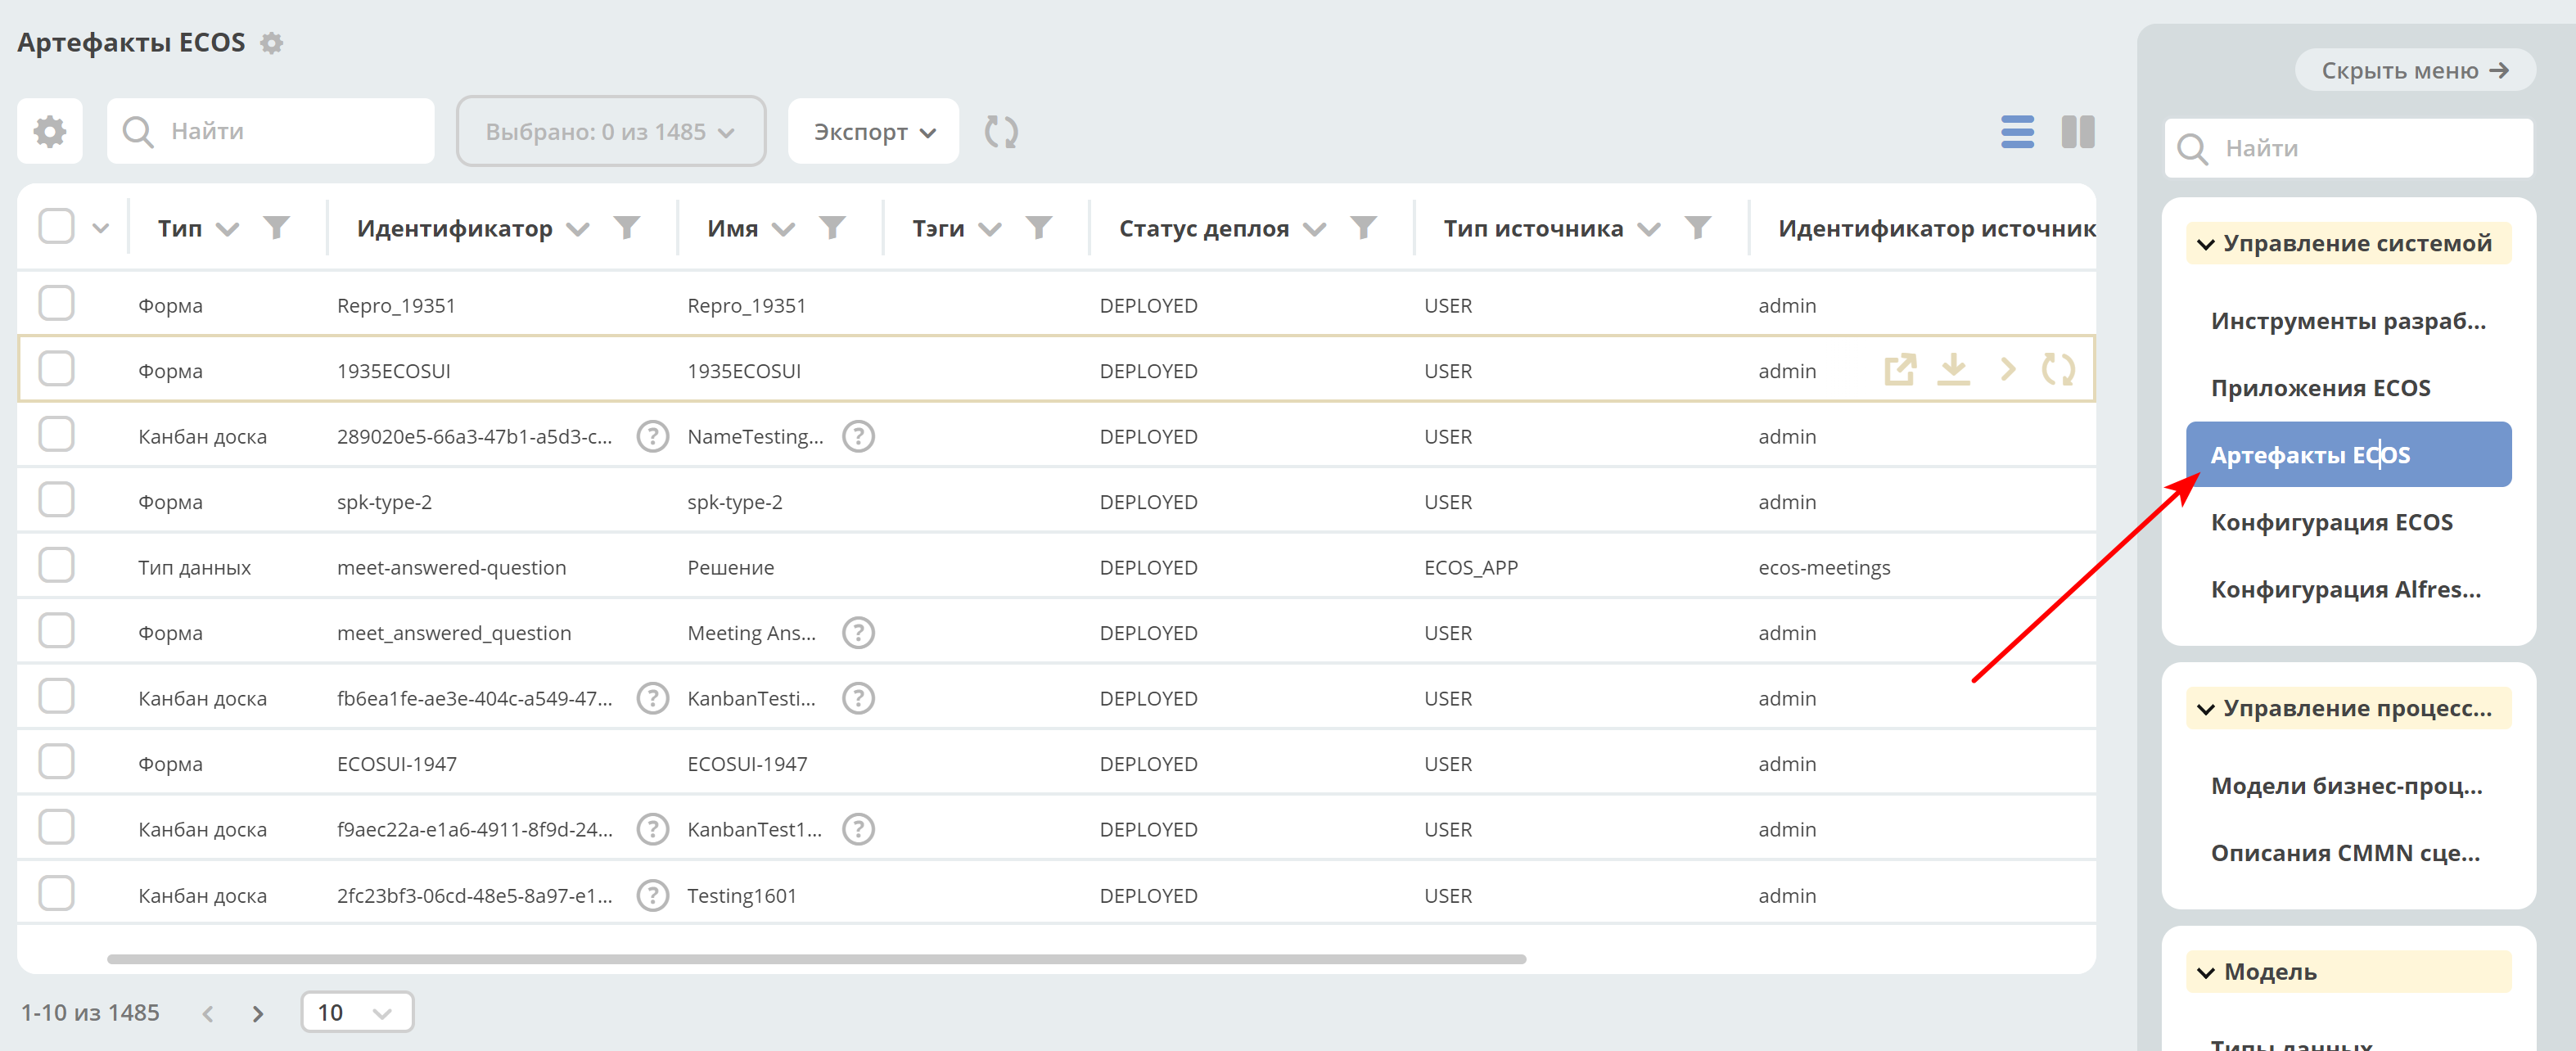 Артефакты ECOS
Найти
Выбрано: 0 из 1485
Экспорт
Тип
Идентификатор
Имя
Тэги
Статус деплоя
Тип источника
Идентификатор источник
Форма Repro_19351 Repro_19351 DEPLOYED USER admin
Форма 1935ECOSUI 1935ECOSUI DEPLOYED USER admin
Канбан доска 289020e5-66a3-47b1-a5d3-c... ? NameTesting... ? DEPLOYED USER admin
Форма spk-type-2 spk-type-2 DEPLOYED USER admin
Тип данных meet-answered-question Решение DEPLOYED ECOS_APP ecos-meetings
Форма meet_answered_question Meeting Ans... ? DEPLOYED USER admin
Канбан доска fb6ea1fe-ae3e-404c-a549-47... ? KanbanTesti... ? DEPLOYED USER admin
Форма ECOSUI-1947 ECOSUI-1947 DEPLOYED USER admin
Канбан доска f9aec22a-e1a6-4911-8f9d-24... ? KanbanTest1... ? DEPLOYED USER admin
Канбан доска 2fc23bf3-06cd-48e5-8a97-e1... ? Testing1601 DEPLOYED USER admin
1-10 из 1485
10
Скрыть меню
Найти
Управление системой
Инструменты разраб...
Приложения ECOS
Артефакты ECOS
Конфигурация ECOS
Конфигурация Alfres...
Управление процесс...
Модели бизнес-проц...
Описания CMMN сце...
Модель
Типы данных